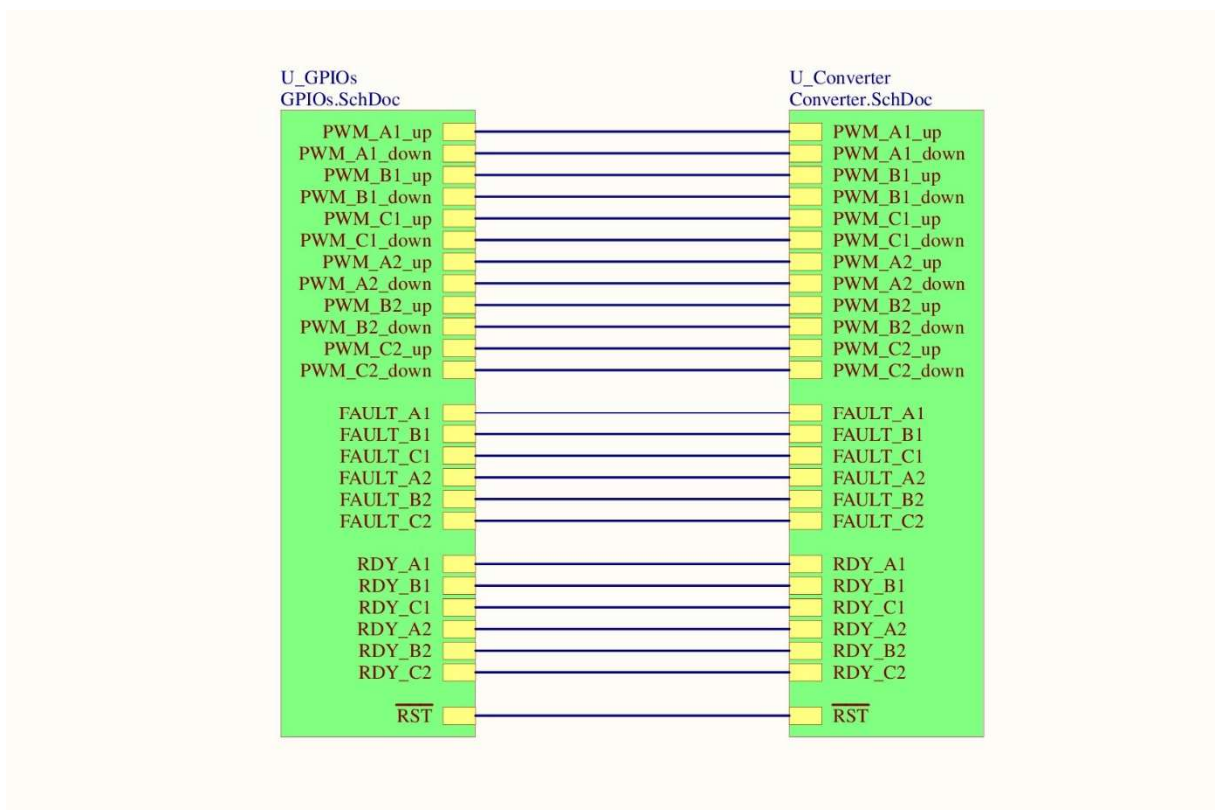 U_GPIOs
GPIOs.SchDoc
PWM_A1_up
PWM_A1_down
PWM_B1_up
PWM_B1_down
PWM_C1_up
PWM_C1_down
PWM_A2_up
PWM_A2_down
PWM_B2_up
PWM_B2_down
PWM_C2_up
PWM_C2_down
FAULT_A1
FAULT_B1
FAULT_C1
FAULT_A2
FAULT_B2
FAULT_C2
RDY_A1
RDY_B1
RDY_C1
RDY_A2
RDY_B2
RDY_C2
RST
U_Converter
Converter.SchDoc
PWM_A1_up
PWM_A1_down
PWM_B1_up
PWM_B1_down
PWM_C1_up
PWM_C1_down
PWM_A2_up
PWM_A2_down
PWM_B2_up
PWM_B2_down
PWM_C2_up
PWM_C2_down
FAULT_A1
FAULT_B1
FAULT_C1
FAULT_A2
FAULT_B2
FAULT_C2
RDY_A1
RDY_B1
RDY_C1
RDY_A2
RDY_B2
RDY_C2
RST